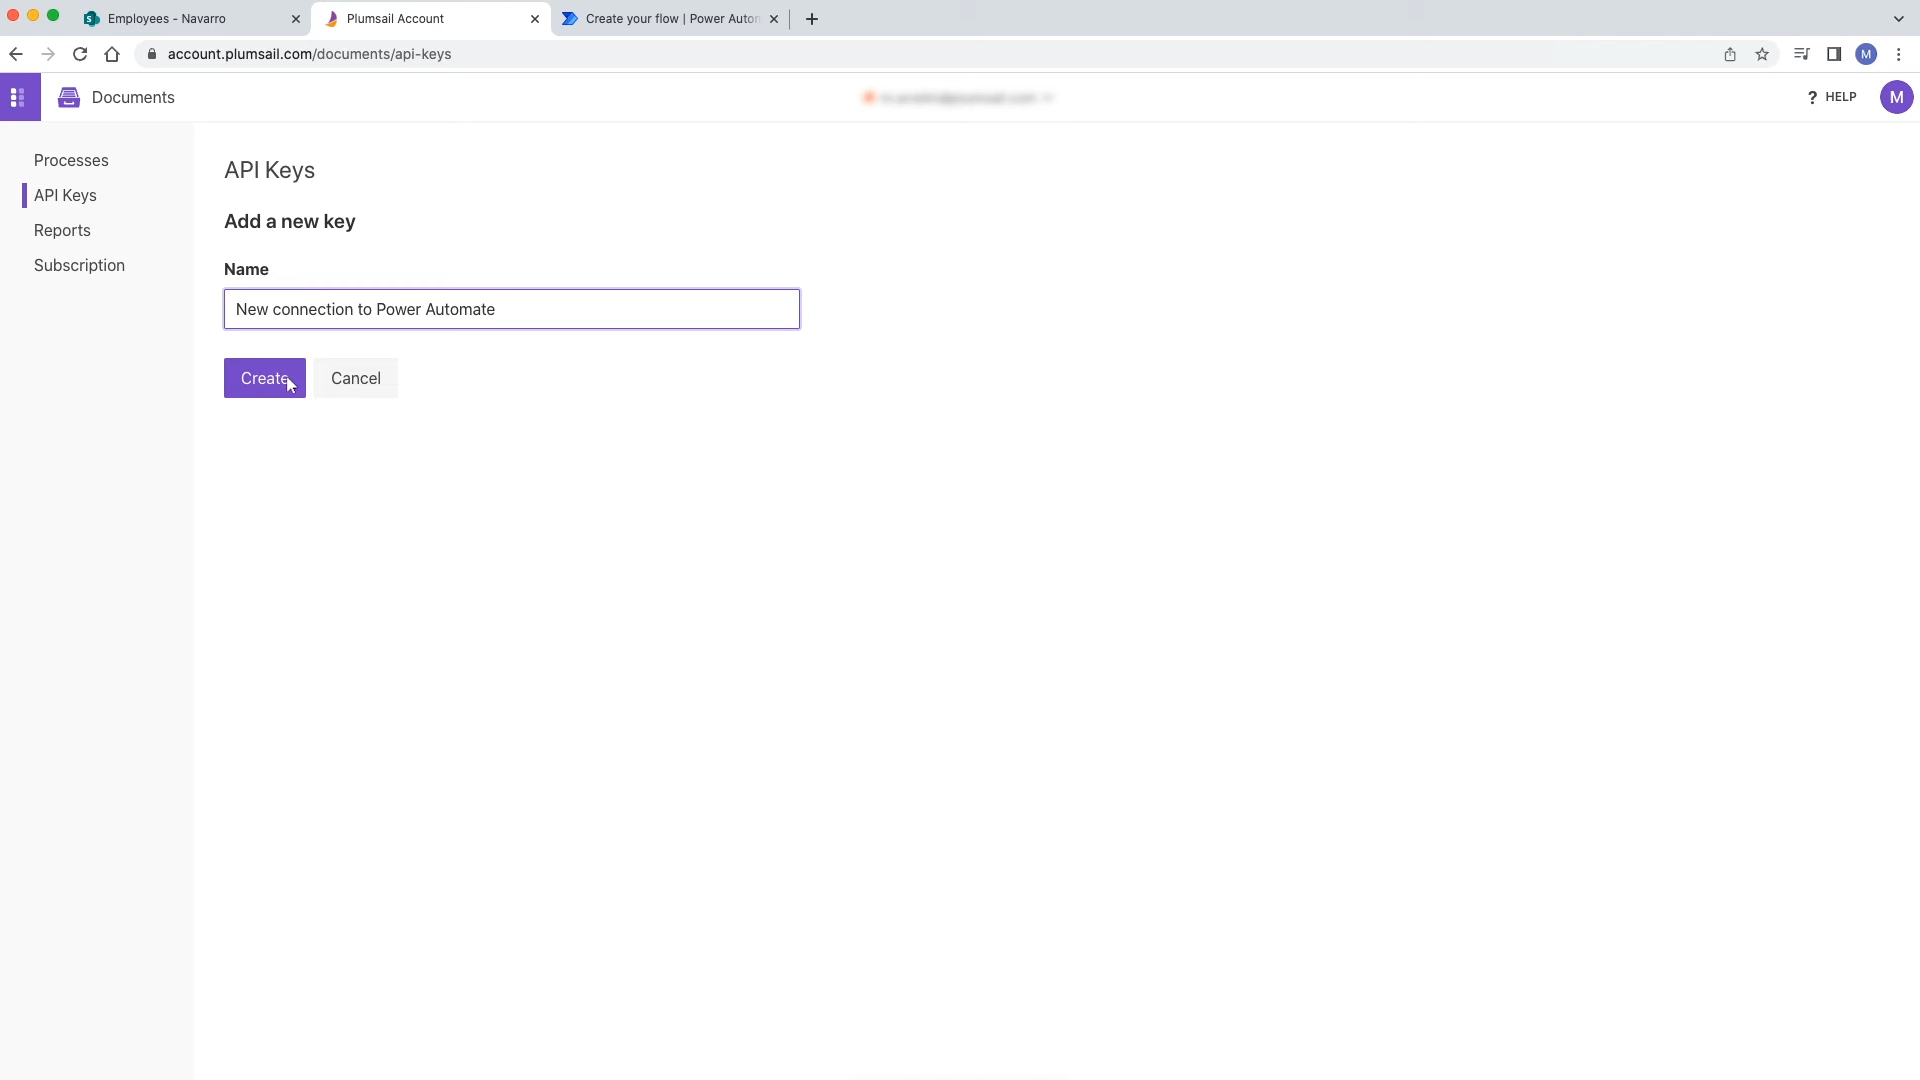 Employees - Navarro
Plumsail Account
Create your flow | Power Autom
account.plumsail.com/documents/api-keys
M
Documents
? HELP
M
Processes
API Keys
Reports
Subscription
API Keys
Add a new key
Name
New connection to Power Automate
Create
Cancel